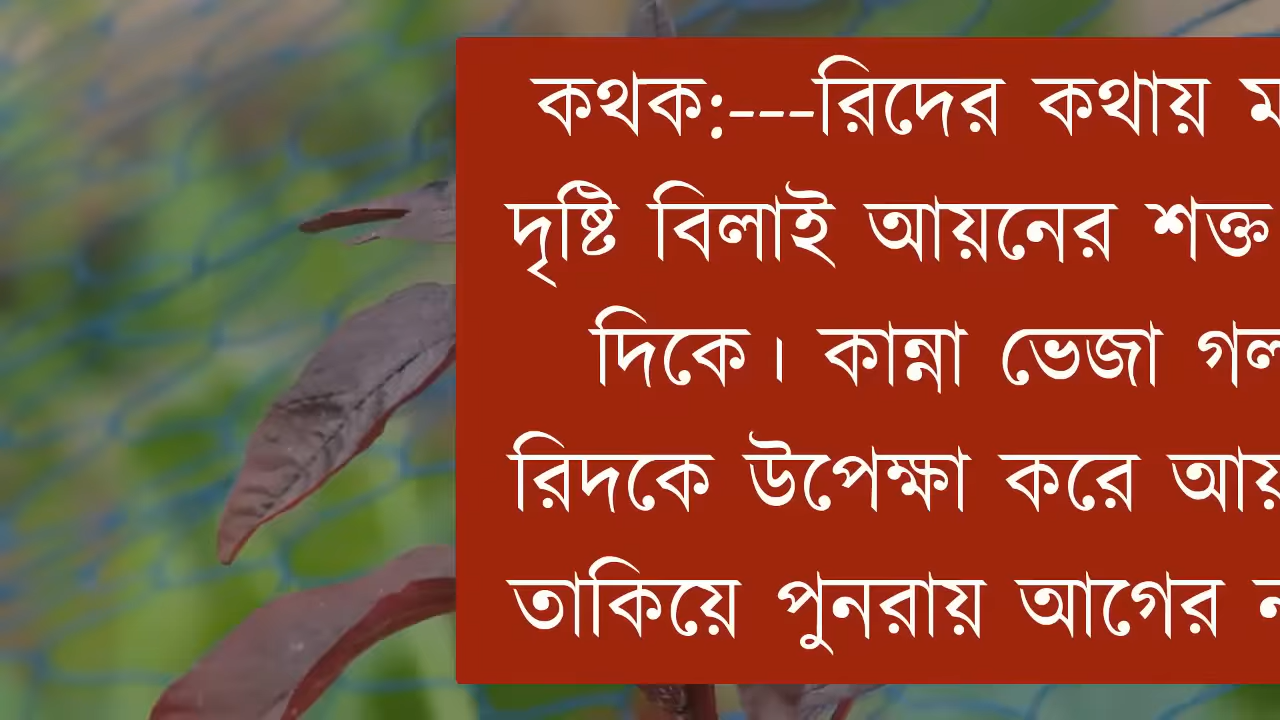 কথক:---রিদের কথায়
দৃষ্টি বিলাই আয়নের শক্ত
দিকে। কান্না ভেজা
রিদকে উপেক্ষা করে
তাকিয়ে পুনরায় আগের